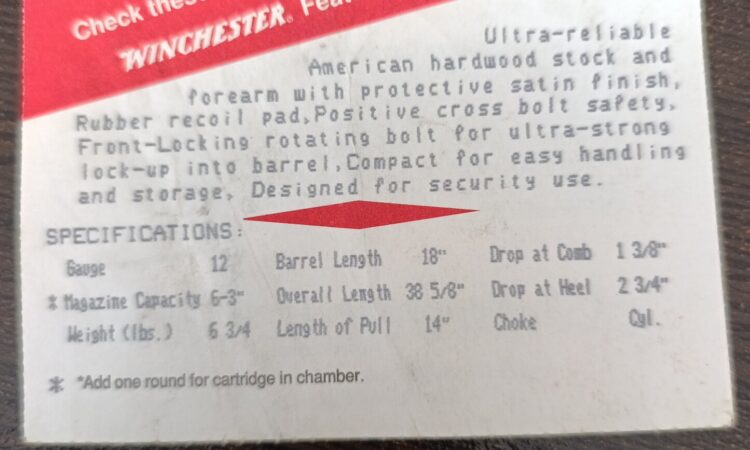 Check these
WINCHESTER® Fea
Ultra-reliable
American hardwood stock and
forearm with protective satin finish,
Rubber recoil pad,Positive cross bolt safety,
Front-Locking rotating bolt for ultra-strong
lock-up into barrel,Compact for easy handling
and storage, Designed for security use.
SPECIFICATIONS:
Gauge 12 Barrel Length 18" Drop at Comb 1 3/8"
* Magazine Capacity 6-3" Overall Length 38 5/8" Drop at Heel 2 3/4"
Weight (lbs.) 6 3/4 Length of Pull 14" Choke Cyl.
* *Add one round for cartridge in chamber.